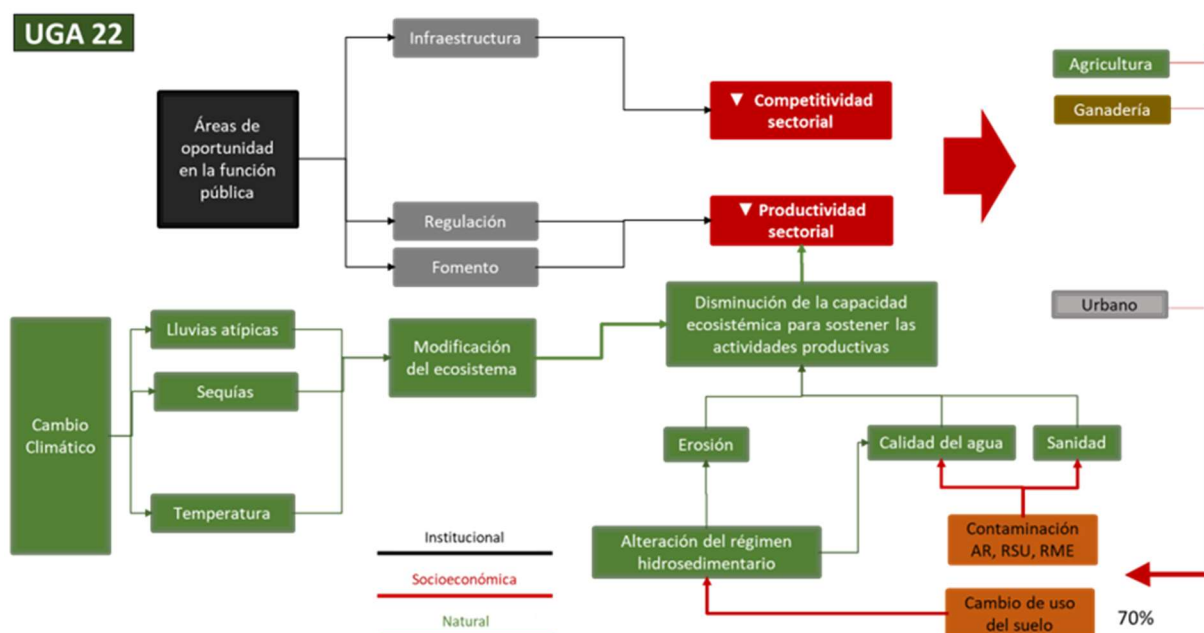 UGA 22
Infraestructura
Agricultura
▼ Competitividad
sectorial
Ganadería
Áreas de
oportunidad
en la función
pública
Regulación
▼ Productividad
sectorial
Fomento
Disminución de la capacidad
ecosistémica para sostener las
actividades productivas
Urbano
Lluvias atípicas
Modificación
del ecosistema
Sequías
Cambio
Climático
Erosión
Calidad del agua
Sanidad
Temperatura
Institucional
Alteración del régimen
hidrosedimentario
Contaminación
AR, RSU, RME
Socioeconómica
Cambio de uso
del suelo
70%
Natural